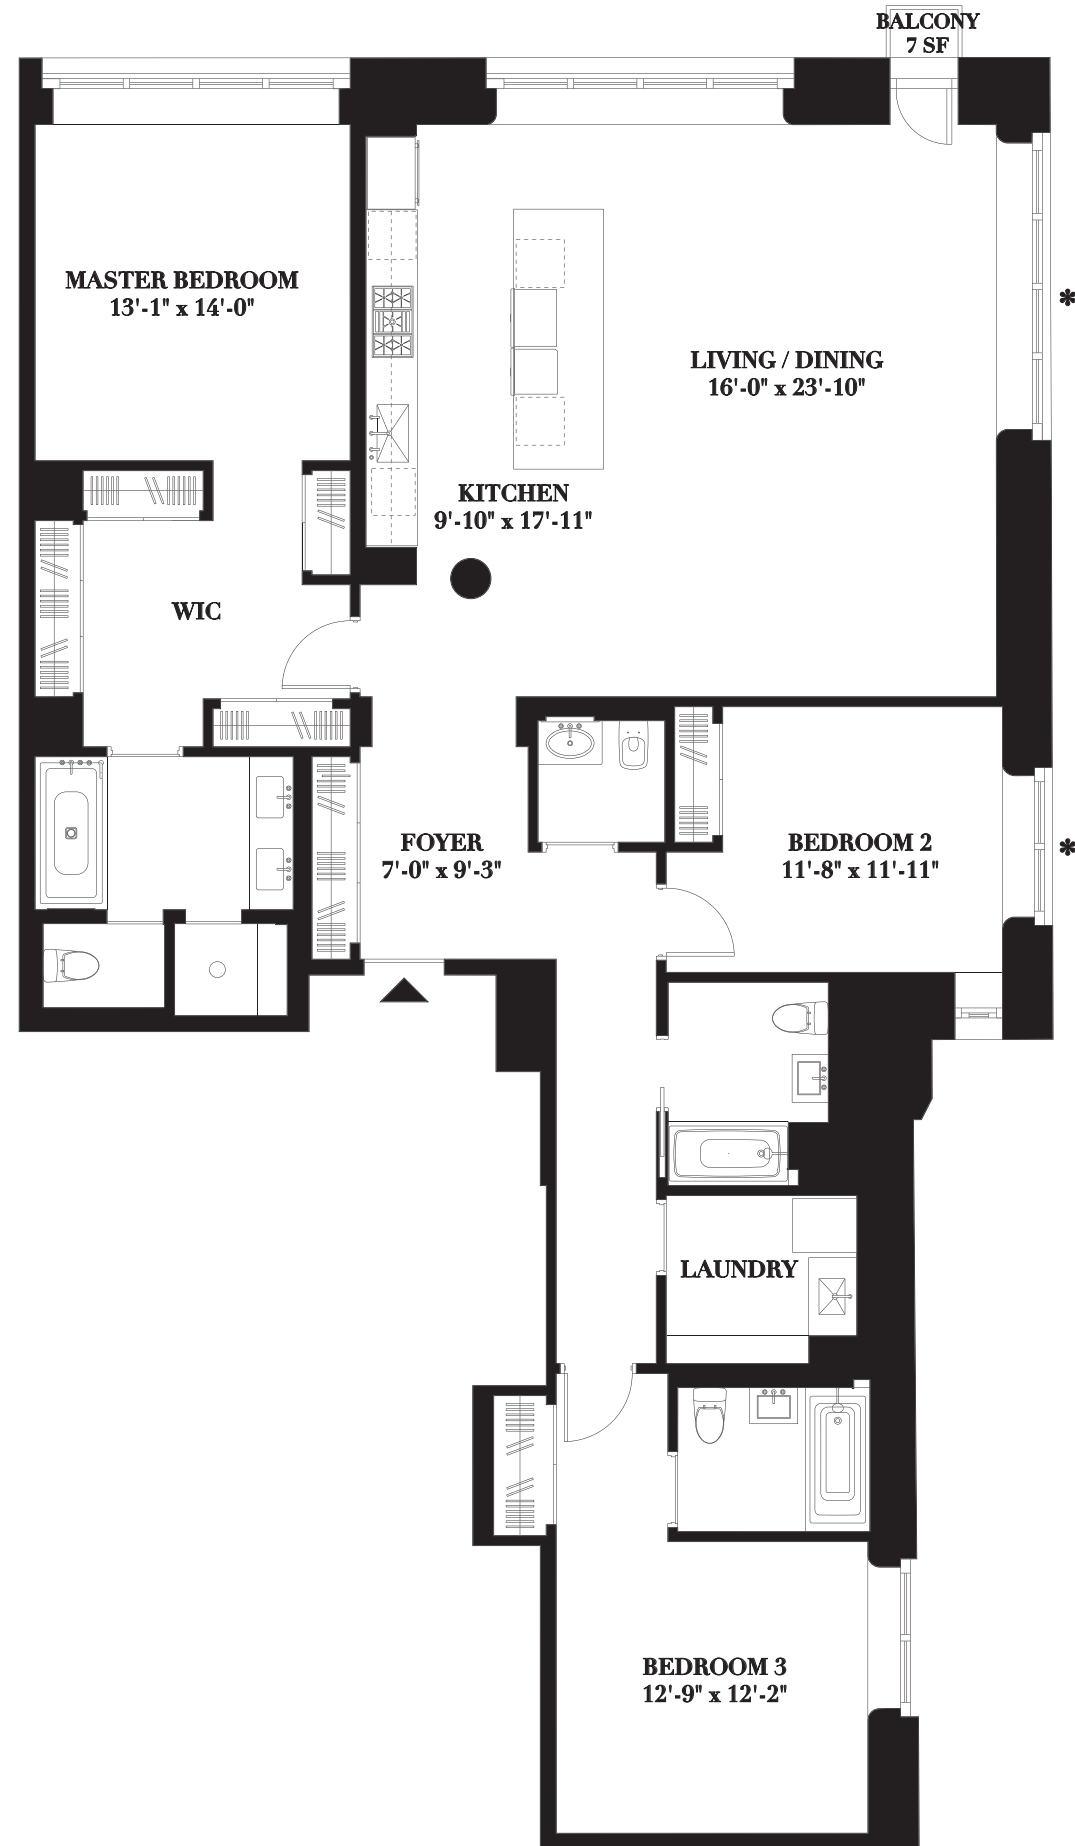 BALCONY
7 SF
MASTER BEDROOM
13'-1" x 14'-0"
*
LIVING / DINING
16'-0" x 23'-10"
KITCHEN
9'-10" x 17'-11"
WIC
FOYER
7'-0" x 9'-3"
BEDROOM 2
11'-8" x 11'-11"
*
LAUNDRY
BEDROOM 3
12'-9" x 12'-2"